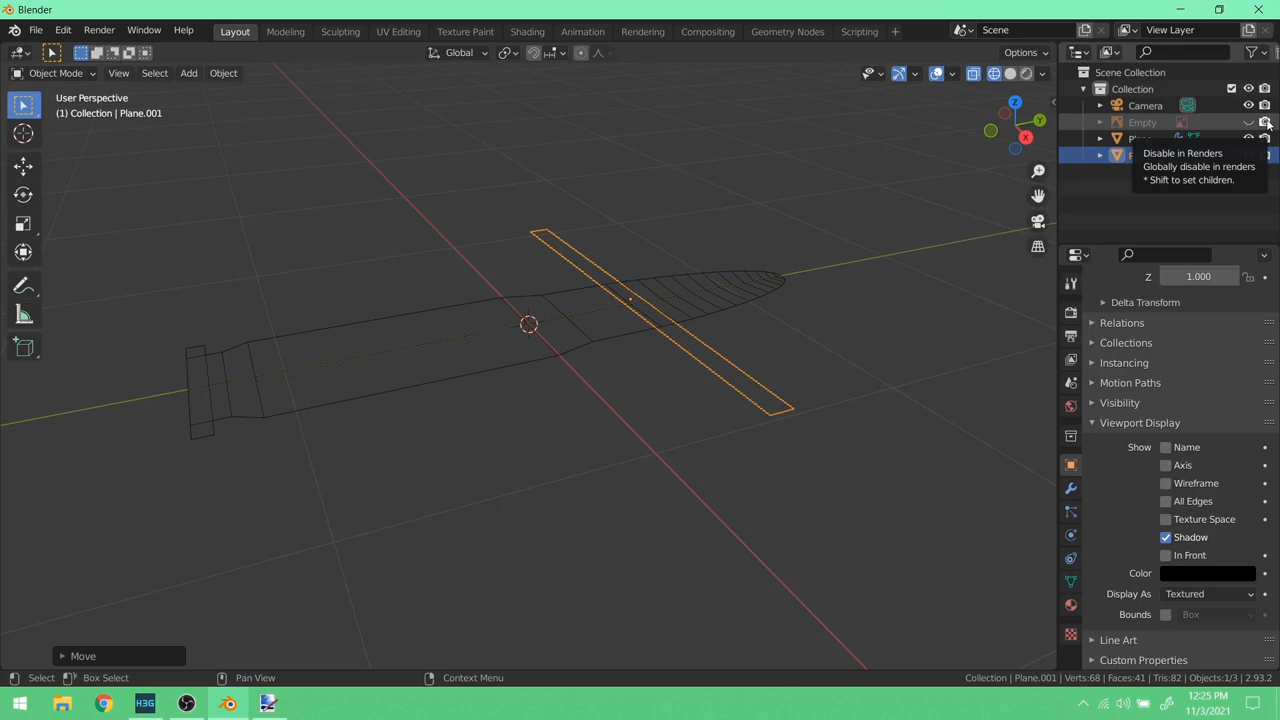 Blender
File Edit Render Window Help
Layout Modeling Sculpting UV Editing Texture Paint Shading Animation Rendering Compositing Geometry Nodes Scripting +
Scene
View Layer
Global
Options
Object Mode View Select Add Object
User Perspective
(1) Collection | Plane.001
Z
Y
X
Scene Collection
Collection
Camera
Empty
Disable in Renders
Globally disable in renders
* Shift to set children.
Z 1.000
Delta Transform
Relations
Collections
Instancing
Motion Paths
Visibility
Viewport Display
Show Name
Axis
Wireframe
All Edges
Texture Space
Shadow
In Front
Color
Display As Textured
Bounds Box
Line Art
Custom Properties
Move
Select Box Select Pan View Context Menu
Collection | Plane.001 | Verts:68 | Faces:41 | Tris:82 | Objects:1/3 | 2.93.2
H3G
12:25 PM
11/3/2021